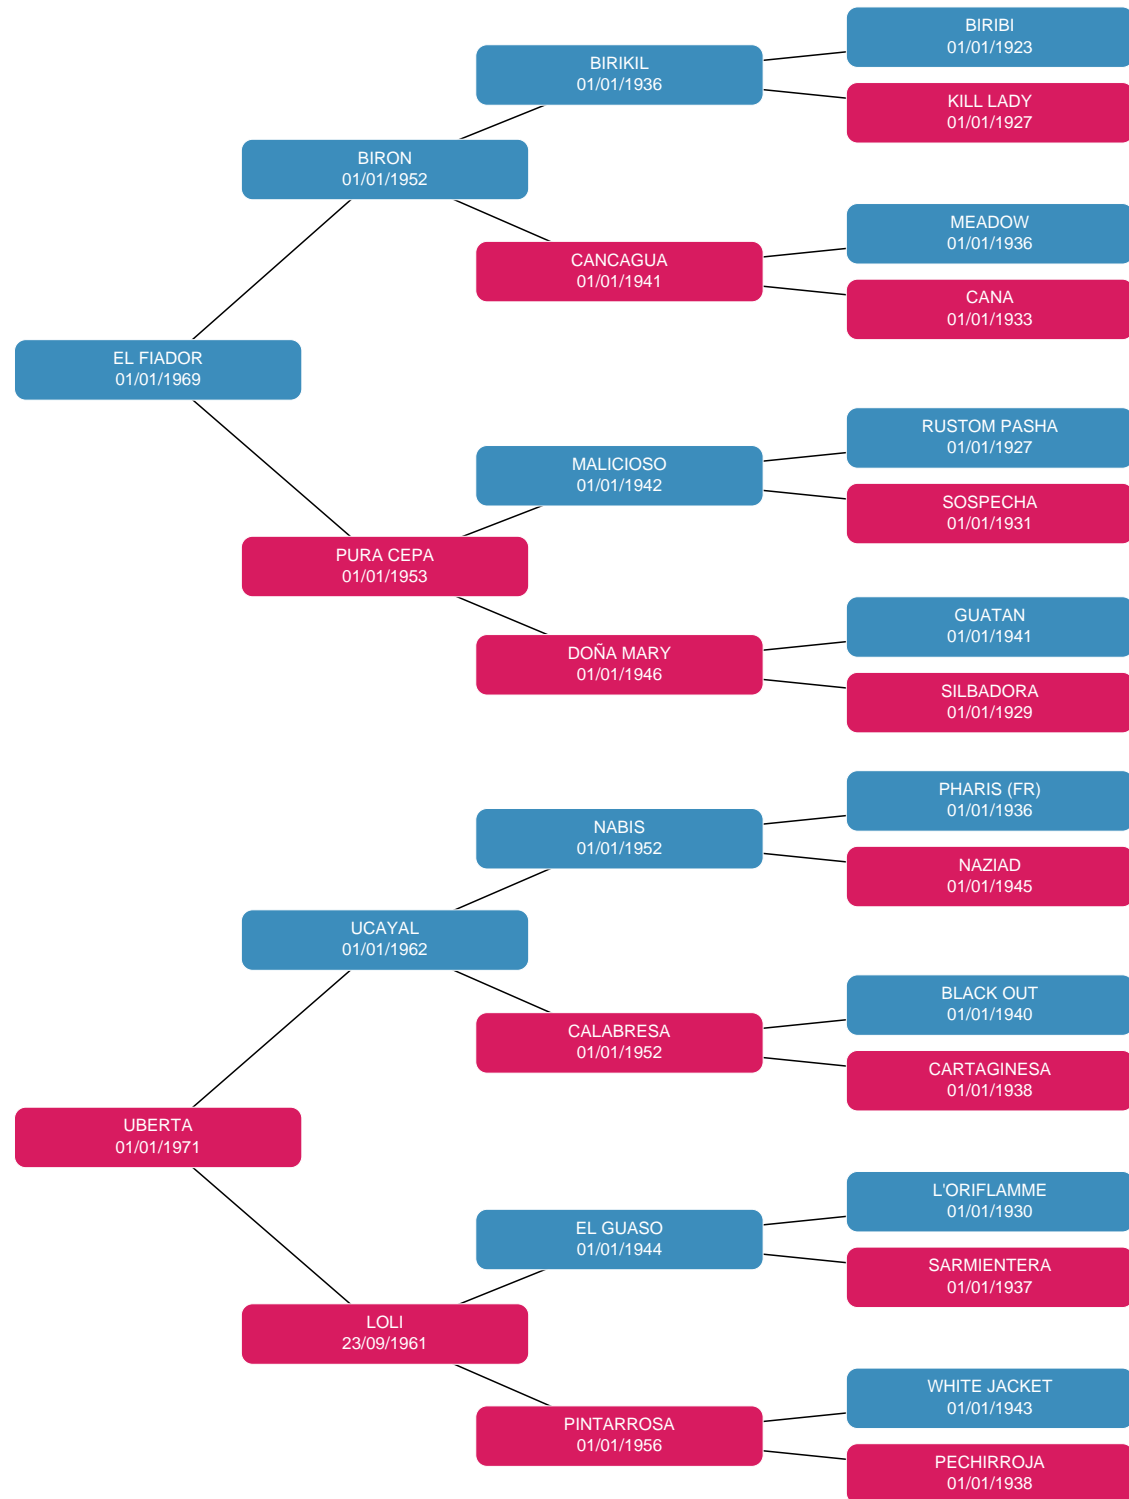 BIRIBI
01/01/1923
BIRIKIL
01/01/1936
KILL LADY
01/01/1927
BIRON
01/01/1952
MEADOW
01/01/1936
CANCAGUA
01/01/1941
CANA
01/01/1933
EL FIADOR
01/01/1969
RUSTOM PASHA
01/01/1927
MALICIOSO
01/01/1942
SOSPECHA
01/01/1931
PURA CEPA
01/01/1953
GUATAN
01/01/1941
DOÑA MARY
01/01/1946
SILBADORA
01/01/1929
PHARIS (FR)
01/01/1936
NABIS
01/01/1952
NAZIAD
01/01/1945
UCAYAL
01/01/1962
BLACK OUT
01/01/1940
CALABRESA
01/01/1952
CARTAGINESA
01/01/1938
UBERTA
01/01/1971
L'ORIFLAMME
01/01/1930
EL GUASO
01/01/1944
SARMIENTERA
01/01/1937
LOLI
23/09/1961
WHITE JACKET
01/01/1943
PINTARROSA
01/01/1956
PECHIRROJA
01/01/1938